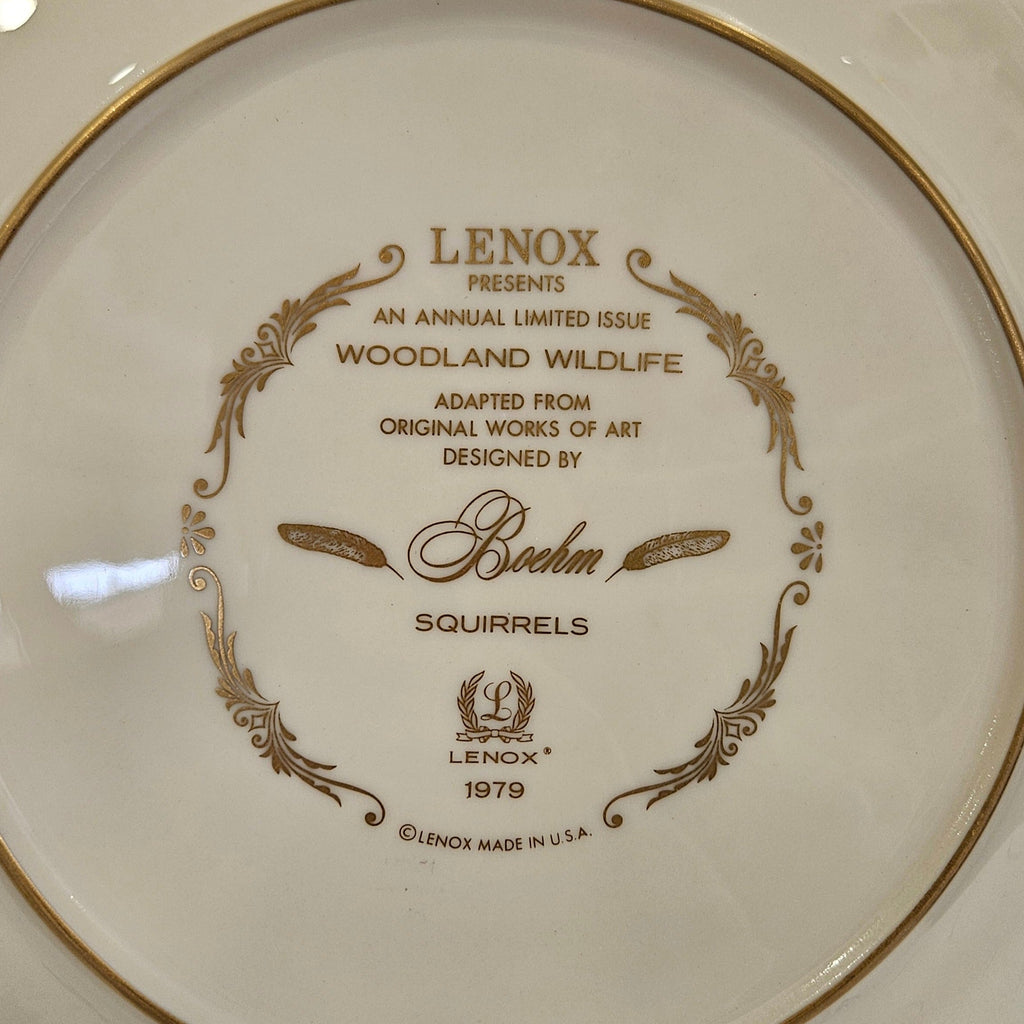 LENOX
PRESENTS
AN ANNUAL LIMITED ISSUE
WOODLAND WILDLIFE
ADAPTED FROM
ORIGINAL WORKS OF ART
DESIGNED BY
Boehm
SQUIRRELS
L
LENOX®
1979
©LENOX MADE IN U.S.A.